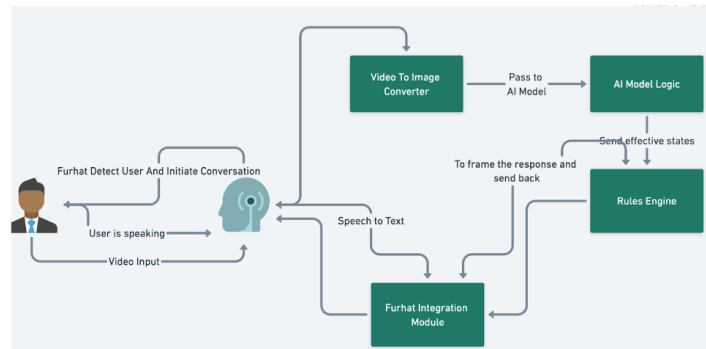 Video To Image
Converter
Pass to
AI Model
AI Model Logic
Send effective states
Furhat Detect User And Initiate Conversation
To frame the response and
send back
Rules Engine
Speech to Text
User is speaking
Video Input
Furhat Integration
Module